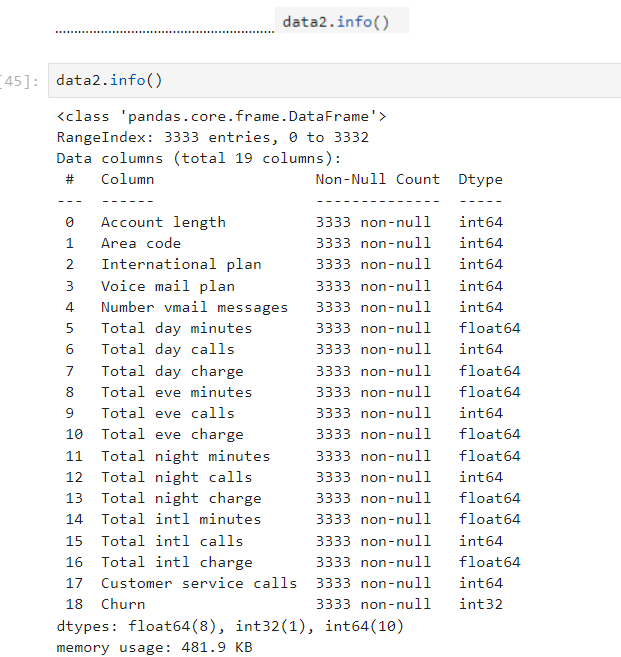 ............................................................ data2.info()
[45]: data2.info()
<class 'pandas.core.frame.DataFrame'>
RangeIndex: 3333 entries, 0 to 3332
Data columns (total 19 columns):
 #   Column                  Non-Null Count  Dtype
---  ------                  --------------  -----
 0   Account length          3333 non-null   int64
 1   Area code               3333 non-null   int64
 2   International plan      3333 non-null   int64
 3   Voice mail plan         3333 non-null   int64
 4   Number vmail messages   3333 non-null   int64
 5   Total day minutes       3333 non-null   float64
 6   Total day calls         3333 non-null   int64
 7   Total day charge        3333 non-null   float64
 8   Total eve minutes       3333 non-null   float64
 9   Total eve calls         3333 non-null   int64
 10  Total eve charge        3333 non-null   float64
 11  Total night minutes     3333 non-null   float64
 12  Total night calls       3333 non-null   int64
 13  Total night charge      3333 non-null   float64
 14  Total intl minutes      3333 non-null   float64
 15  Total intl calls        3333 non-null   int64
 16  Total intl charge       3333 non-null   float64
 17  Customer service calls  3333 non-null   int64
 18  Churn                   3333 non-null   int32
dtypes: float64(8), int32(1), int64(10)
memory usage: 481.9 KB